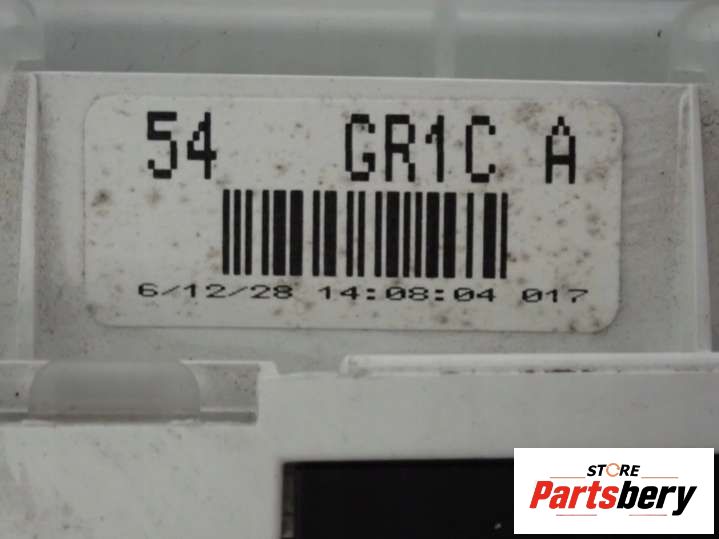 54 GR1C A
6/12/28 14:08:04 017
STORE
Partsbery